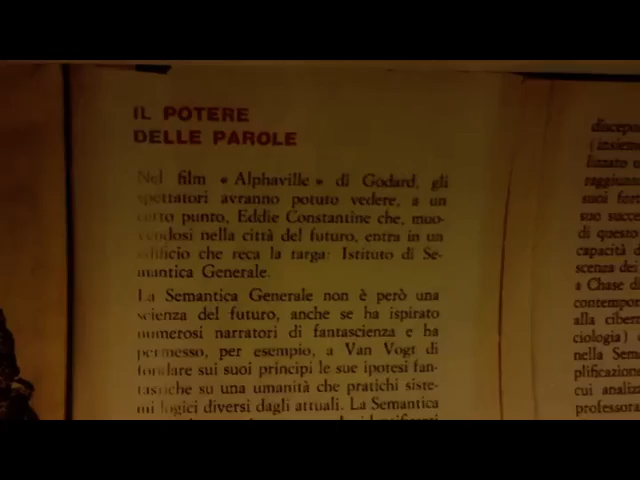 IL POTERE
DELLE PAROLE
Nel film « Alphaville » di Godard, gli
spettatori avranno potuto vedere, a un
certo punto, Eddie Constantine che, muo-
vendosi nella città del futuro, entra in un
edificio che reca la targa: Istituto di Se-
mantica Generale.
La Semantica Generale non è però una
scienza del futuro, anche se ha ispirato
numerosi narratori di fantascienza e ha
permesso, per esempio, a Van Vogt di
fondare sui suoi principi le sue ipotesi fan-
tastiche su una umanità che pratichi siste-
mi logici diversi dagli attuali. La Semantica
discepo
(insieme
lizzato u
raggiunt
suoi fort
suo succe
di questo
capacità d
scenza dei
a Chase di
contempor
alla ciber
ciologia) e
nella Sem
plificazione
cui analiz
professora